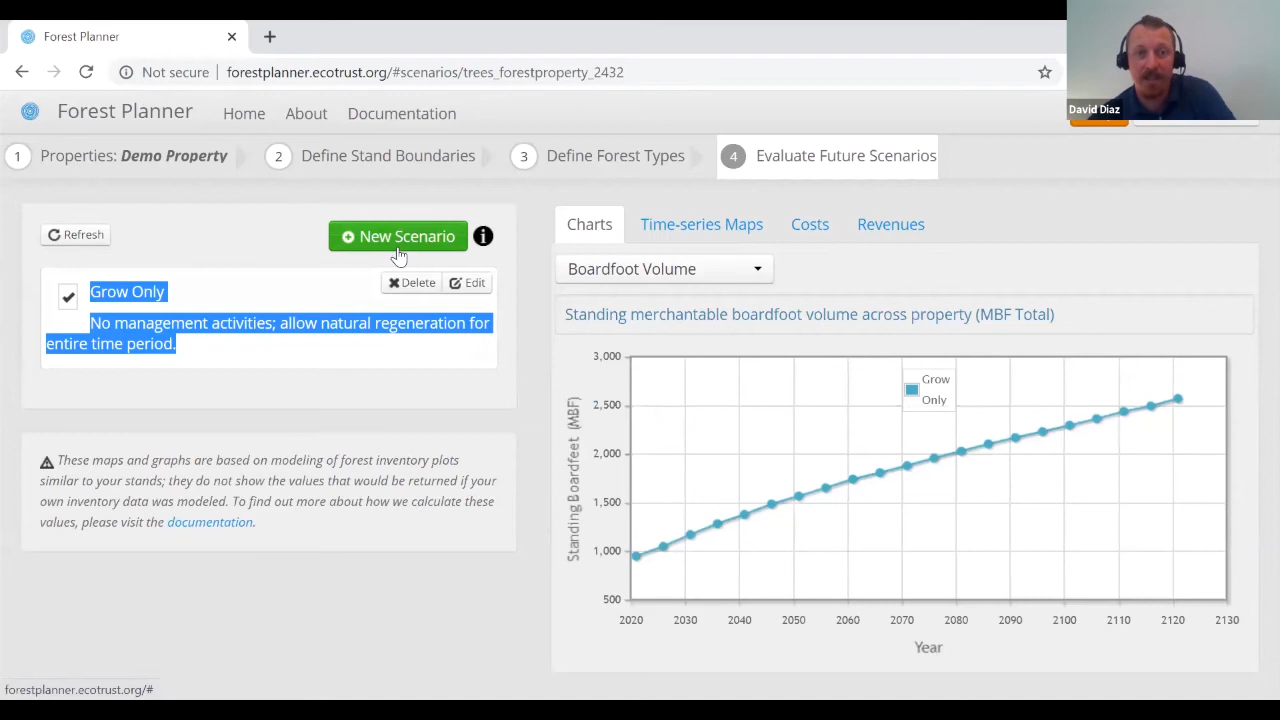 Forest Planner
Not secure
forestplanner.ecotrust.org/#scenarios/trees_forestproperty_2432
David Diaz
Forest Planner
Home
About
Documentation
1 Properties: Demo Property
2 Define Stand Boundaries
3 Define Forest Types
4 Evaluate Future Scenarios
Refresh
New Scenario
Delete
Edit
Grow Only
No management activities; allow natural regeneration for
entire time period.
These maps and graphs are based on modeling of forest inventory plots
similar to your stands; they do not show the values that would be returned if your
own inventory data was modeled. To find out more about how we calculate these
values, please visit the documentation.
Charts
Time-series Maps
Costs
Revenues
Boardfoot Volume
Standing merchantable boardfoot volume across property (MBF Total)
Standing Boardfeet (MBF)
3,000
2,500
2,000
1,500
1,000
500
Grow
Only
2020 2030 2040 2050 2060 2070 2080 2090 2100 2110 2120 2130
Year
forestplanner.ecotrust.org/#